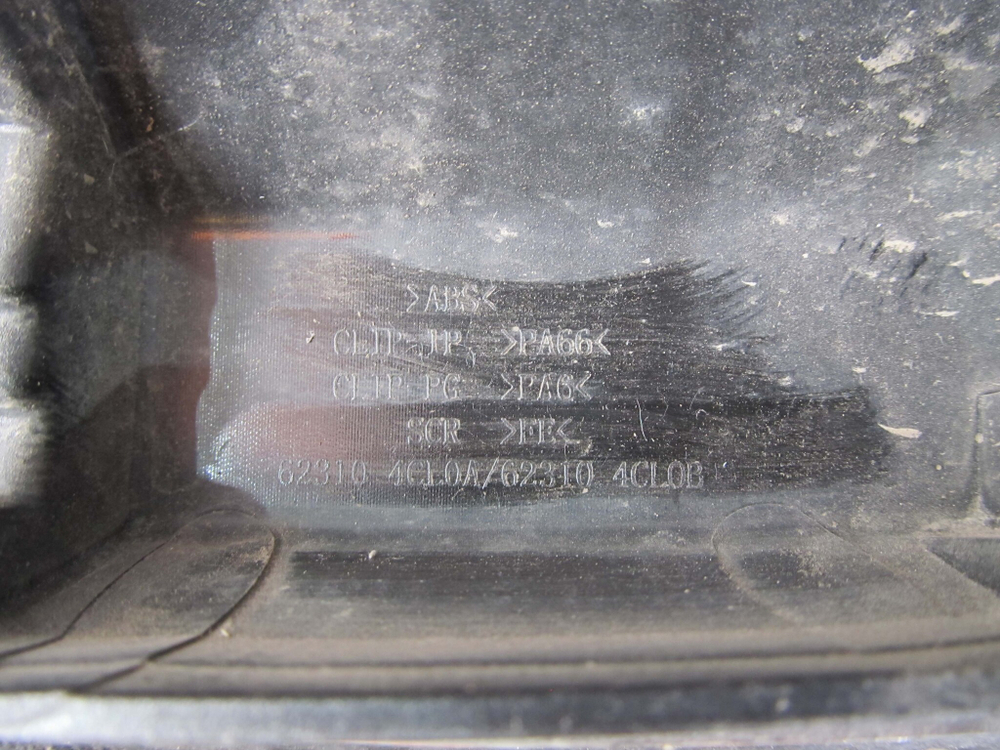 >ABS<
CLIP JP, >PA66<
CLIP PG >PA6<
SCR >FE<
62310 4CL0A/62310 4CL0B